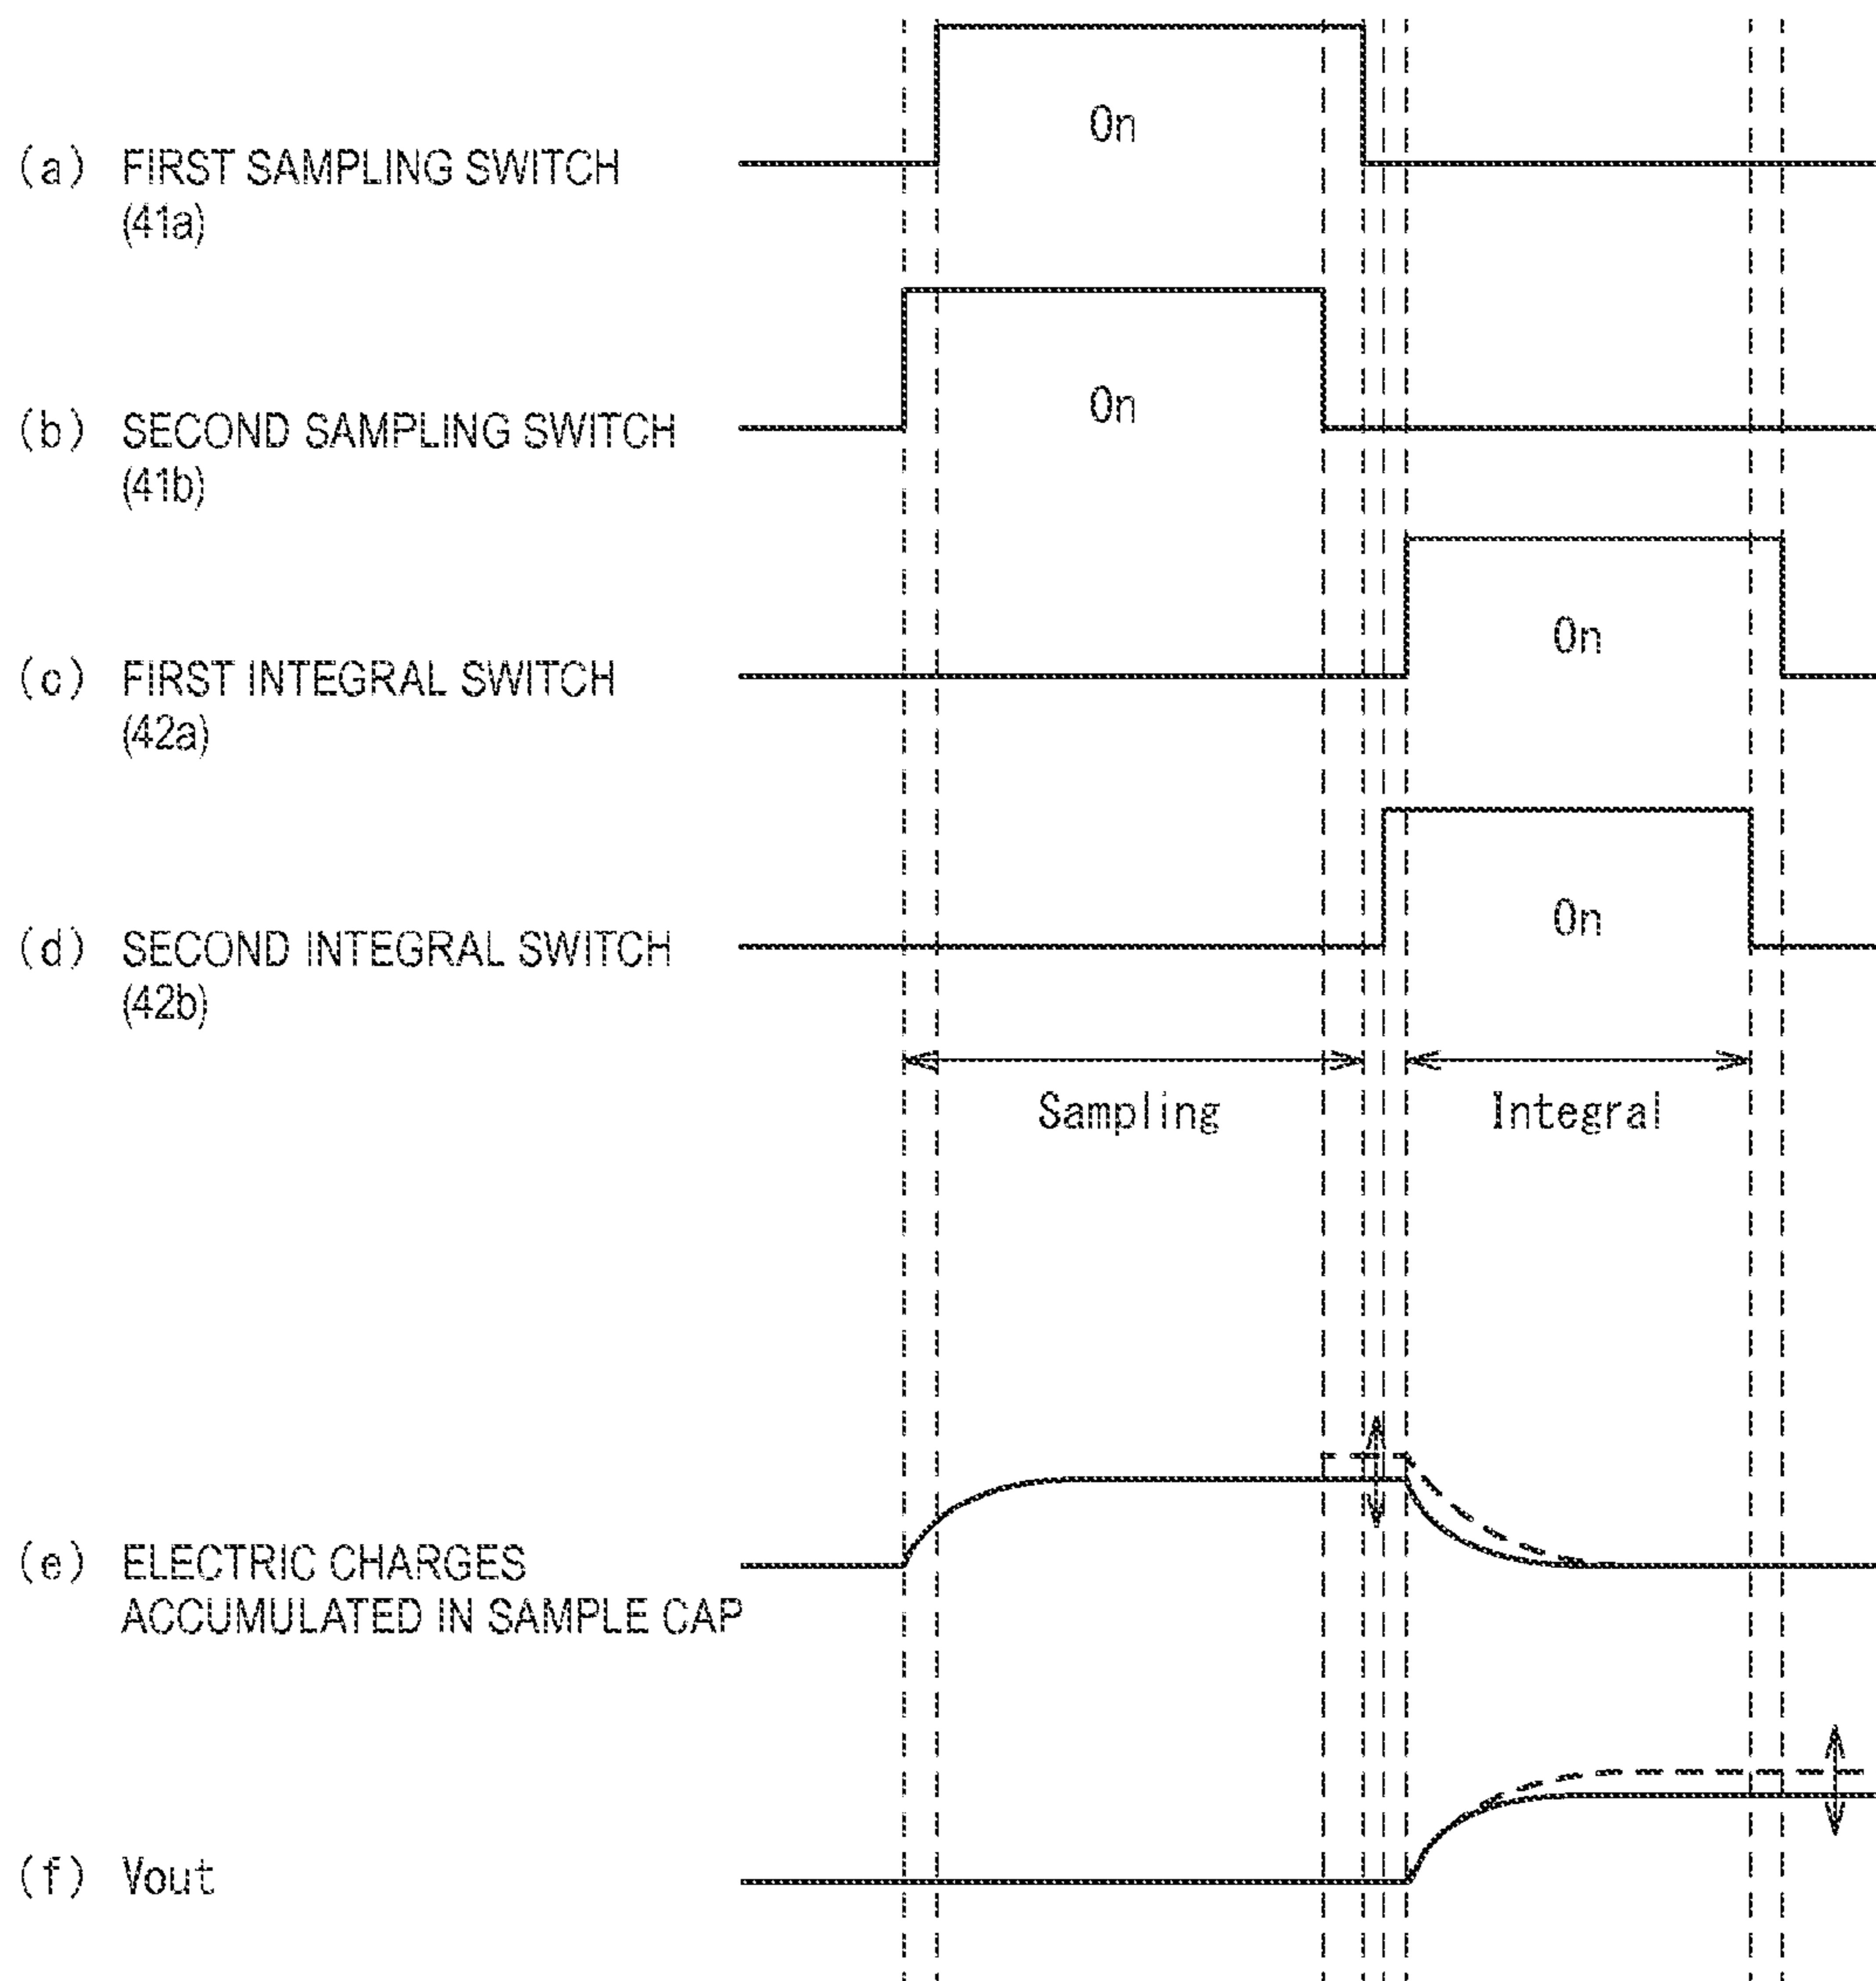 On
(a) FIRST SAMPLING SWITCH
(41a)
On
(b) SECOND SAMPLING SWITCH
(41b)
On
(c) FIRST INTEGRAL SWITCH
(42a)
On
(d) SECOND INTEGRAL SWITCH
(42b)
Sampling Integral
(e) ELECTRIC CHARGES
ACCUMULATED IN SAMPLE CAP
(f) Vout